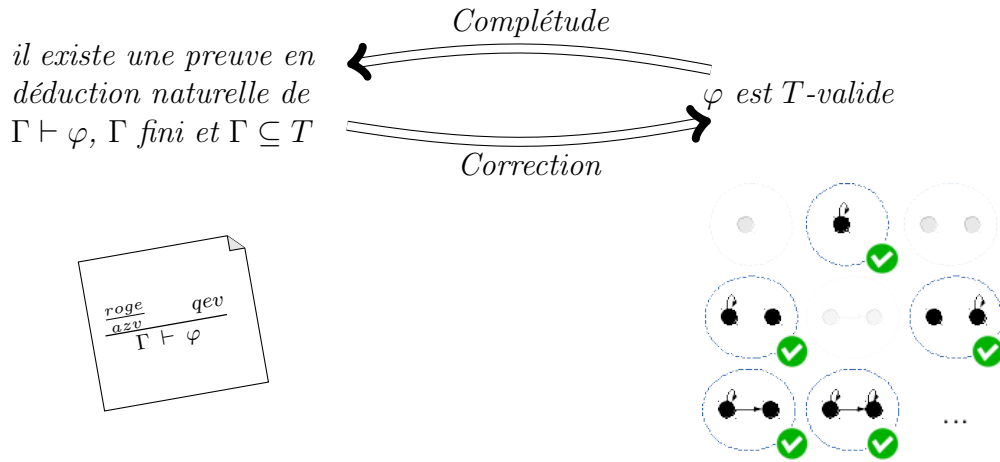 Complétude
il existe une preuve en
déduction naturelle de
Γ ⊢ φ, Γ fini et Γ ⊆ T
φ est T-valide
Correction
roge
azv
qev
Γ ⊢ φ
...